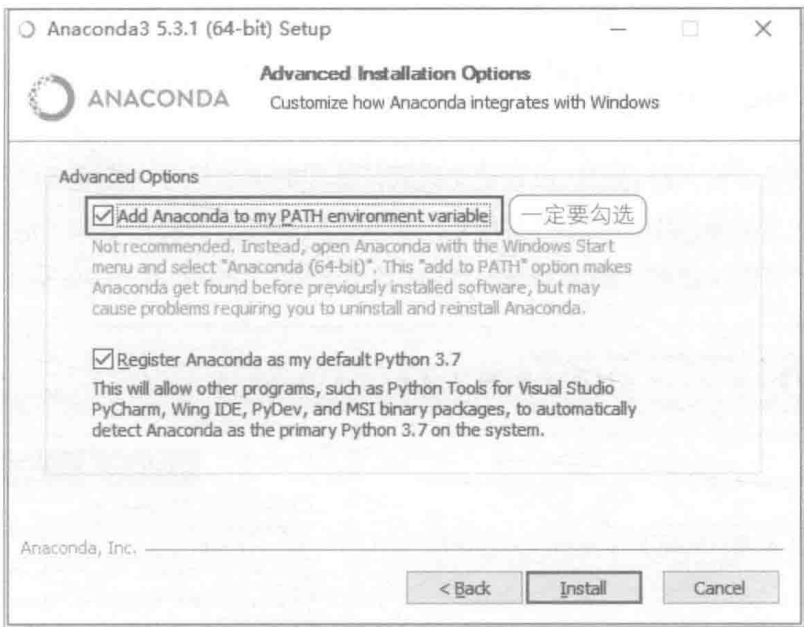 Anaconda3 5.3.1 (64-bit) Setup
ANACONDA
Advanced Installation Options
Customize how Anaconda integrates with Windows
Advanced Options
Add Anaconda to my PATH environment variable
一定要勾选
Not recommended. Instead, open Anaconda with the Windows Start
menu and select "Anaconda (64-bit)". This "add to PATH" option makes
Anaconda get found before previously installed software, but may
cause problems requiring you to uninstall and reinstall Anaconda.
Register Anaconda as my default Python 3.7
This will allow other programs, such as Python Tools for Visual Studio
PyCharm, Wing IDE, PyDev, and MSI binary packages, to automatically
detect Anaconda as the primary Python 3.7 on the system.
Anaconda, Inc.
< Back
Install
Cancel